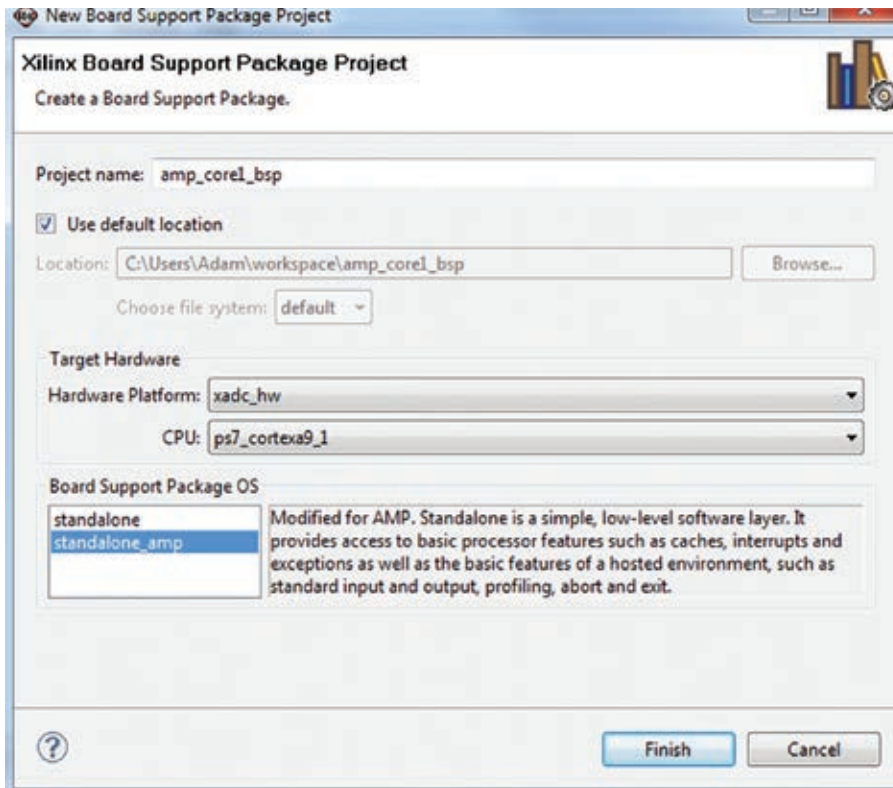 New Board Support Package Project
Xilinx Board Support Package Project
Create a Board Support Package.
Project name: amp_core1_bsp
Use default location
Location: C:\Users\Adam\workspace\amp_core1_bsp Browse...
Choose file system: default
Target Hardware
Hardware Platform: xadc_hw
CPU: ps7_cortexa9_1
Board Support Package OS
standalone
standalone_amp
Modified for AMP. Standalone is a simple, low-level software layer. It
provides access to basic processor features such as caches, interrupts and
exceptions as well as the basic features of a hosted environment, such as
standard input and output, profiling, abort and exit.
? Finish Cancel